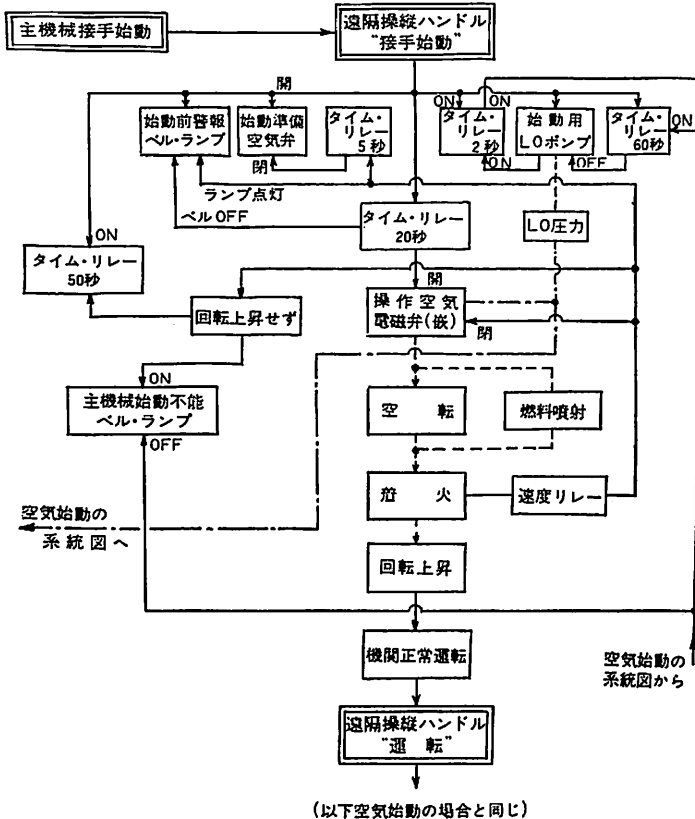 主機械接手始動
遠隔操縦ハンドル
"接手始動"
開
ON
ON
始動前警報
ベル・ランプ
始動準備
空気弁
タイム・
リレー
5秒
タイム・
リレー
2秒
始動用
LOポンプ
タイム・
リレー
60秒
ON
閉
ON
OFF
ランプ点灯
ベルOFF
ON
タイム・リレー
20秒
LO圧力
タイム・リレー
50秒
開
回転上昇せず
操作空気
電磁弁(嵌)
閉
ON
主機械始動不能
ベル・ランプ
OFF
空転
燃料噴射
着火
速度リレー
空気始動の
系統図へ
回転上昇
機関正常運転
空気始動の
系統図から
遠隔操縦ハンドル
"運転"
(以下空気始動の場合と同じ)